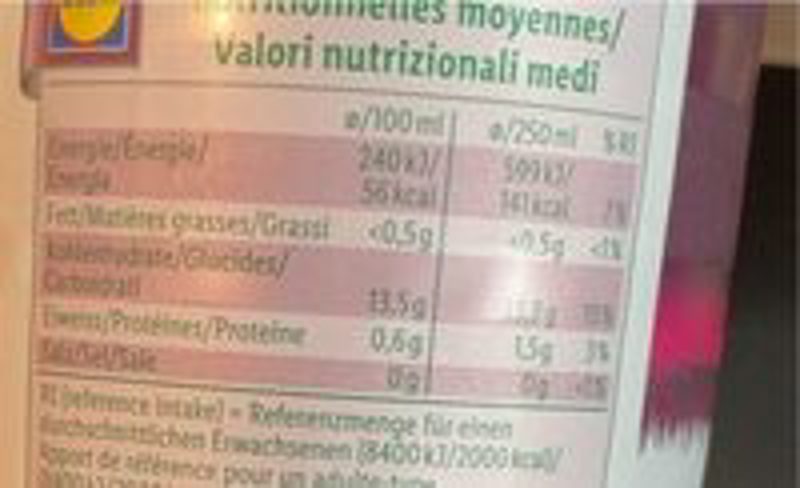 nutritionnelles moyennes/
valori nutrizionali medi
ø/100 ml ø/250 ml % RI
Energie/Énergie/ 240 kJ/ 599 kJ/
Energia 56 kcal 141 kcal 7%
Fett/Matières grasses/Grassi <0,5g <0.5g <1%
Kohlenhydrate/Glucides/
Carboidrati 13,5g
Eiweiss/Protéines/Proteine 0,6g 1,5g 3%
Salz/Sel/Sale 0g 0g <1%
RI (reference intake) = Referenzmenge für einen
durchschnittlichen Erwachsenen (8400 kJ/2000 kcal)/
Apport de référence pour un adulte-type